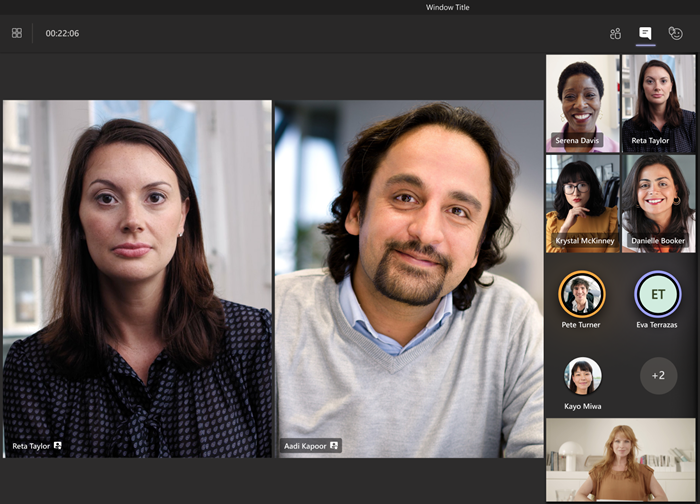 Window Title
00:22:06
Serena Davis
Reta Taylor
Krystal McKinney
Danielle Booker
Pete Turner
ET
Eva Terrazas
Kayo Miwa
+2
Reta Taylor
Aadi Kapoor